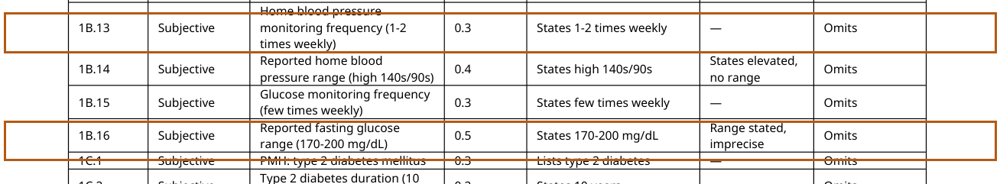 Home blood pressure
1B.13 Subjective monitoring frequency (1-2 0.3 States 1-2 times weekly — Omits
times weekly)
Reported home blood States elevated,
1B.14 Subjective 0.4 States high 140s/90s Omits
pressure range (high 140s/90s) no range
Glucose monitoring frequency
1B.15 Subjective 0.3 States few times weekly — Omits
(few times weekly)
Reported fasting glucose Range stated,
1B.16 Subjective 0.5 States 170-200 mg/dL Omits
range (170-200 mg/dL) imprecise
1C.1 Subjective PMH: type 2 diabetes mellitus 0.3 Lists type 2 diabetes — Omits
Type 2 diabetes duration (10
1C.2 Subjective States 10 years Omits